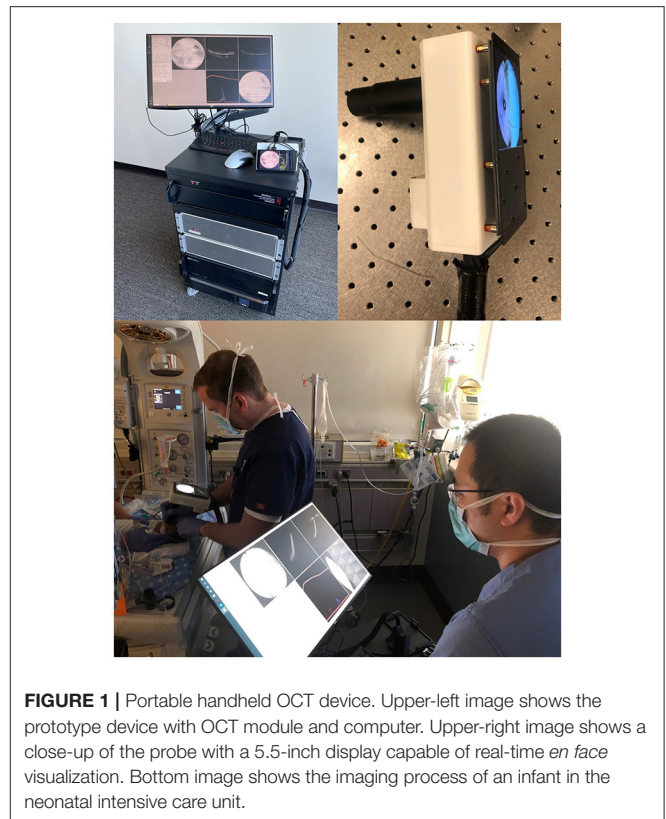 FIGURE 1 | Portable handheld OCT device. Upper-left image shows the
prototype device with OCT module and computer. Upper-right image shows a
close-up of the probe with a 5.5-inch display capable of real-time en face
visualization. Bottom image shows the imaging process of an infant in the
neonatal intensive care unit.